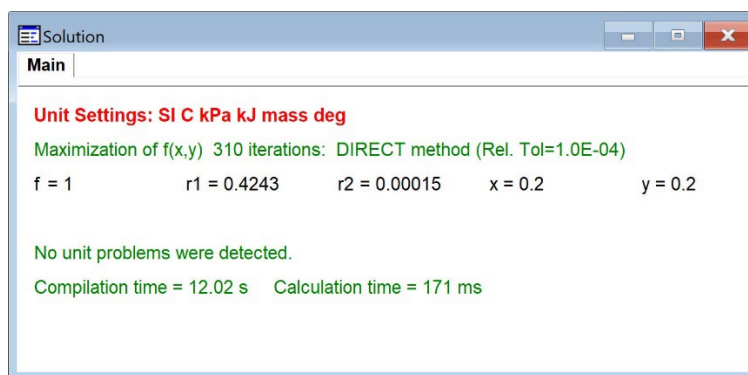 Solution
Main
Unit Settings: SI C kPa kJ mass deg
Maximization of f(x,y) 310 iterations: DIRECT method (Rel. Tol=1.0E-04)
f = 1 r1 = 0.4243 r2 = 0.00015 x = 0.2 y = 0.2
No unit problems were detected.
Compilation time = 12.02 s Calculation time = 171 ms